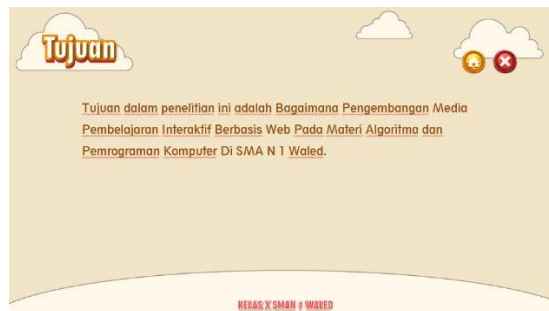 Tujuan
Tujuan dalam penelitian ini adalah Bagaimana Pengembangan Media
Pembelajaran Interaktif Berbasis Web Pada Materi Algoritma dan
Pemrograman Komputer Di SMA N 1 Waled.
KELAS X SMAN 1 WALED